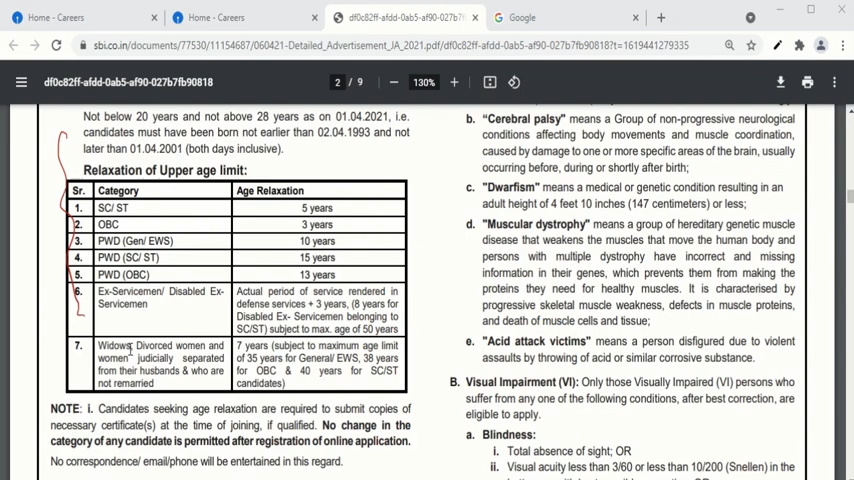 Home - Careers
Home - Careers
df0c82ff-afdd-0ab5-af90-027b7fb9
Google
sbi.co.in/documents/77530/11154687/060421-Detailed_Advertisement_JA_2021.pdf/df0c82ff-afdd-0ab5-af90-027b7fb90818?t=1619441279335
df0c82ff-afdd-0ab5-af90-027b7fb90818
2 / 9
130%
Not below 20 years and not above 28 years as on 01.04.2021, i.e.
candidates must have been born not earlier than 02.04.1993 and not
later than 01.04.2001 (both days inclusive).
Relaxation of Upper age limit:
Sr. Category Age Relaxation
1. SC/ ST 5 years
2. OBC 3 years
3. PWD (Gen/ EWS) 10 years
4. PWD (SC/ ST) 15 years
5. PWD (OBC) 13 years
6. Ex-Servicemen/ Disabled Ex-
Servicemen
Actual period of service rendered in
defense services + 3 years, (8 years for
Disabled Ex- Servicemen belonging to
SC/ST) subject to max. age of 50 years
7. Widows, Divorced women and
women judicially separated
from their husbands & who are
not remarried
7 years (subject to maximum age limit
of 35 years for General/ EWS, 38 years
for OBC & 40 years for SC/ST
candidates)
NOTE: i. Candidates seeking age relaxation are required to submit copies of
necessary certificate(s) at the time of joining, if qualified. No change in the
category of any candidate is permitted after registration of online application.
No correspondence/ email/phone will be entertained in this regard.
b. “Cerebral palsy” means a Group of non-progressive neurological
conditions affecting body movements and muscle coordination,
caused by damage to one or more specific areas of the brain, usually
occurring before, during or shortly after birth;
c. "Dwarfism" means a medical or genetic condition resulting in an
adult height of 4 feet 10 inches (147 centimeters) or less;
d. "Muscular dystrophy" means a group of hereditary genetic muscle
disease that weakens the muscles that move the human body and
persons with multiple dystrophy have incorrect and missing
information in their genes, which prevents them from making the
proteins they need for healthy muscles. It is characterised by
progressive skeletal muscle weakness, defects in muscle proteins,
and death of muscle cells and tissue;
e. "Acid attack victims" means a person disfigured due to violent
assaults by throwing of acid or similar corrosive substance.
B. Visual Impairment (VI): Only those Visually Impaired (VI) persons who
suffer from any one of the following conditions, after best correction, are
eligible to apply.
a. Blindness:
i. Total absence of sight; OR
ii. Visual acuity less than 3/60 or less than 10/200 (Snellen) in the